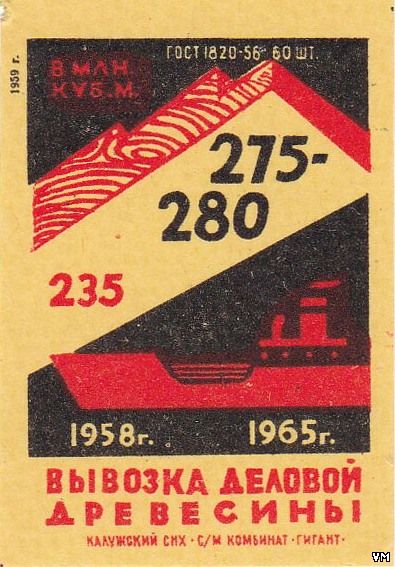 1959 г.
В МЛН.
КУБ. М.
ГОСТ 1820-56 60 ШТ.
275-
280
235
1958г. 1965г.
ВЫВОЗКА ДЕЛОВОЙ
ДРЕВЕСИНЫ
КАЛУЖСКИЙ СНХ · С/М КОМБИНАТ · ГИГАНТ ·
VM